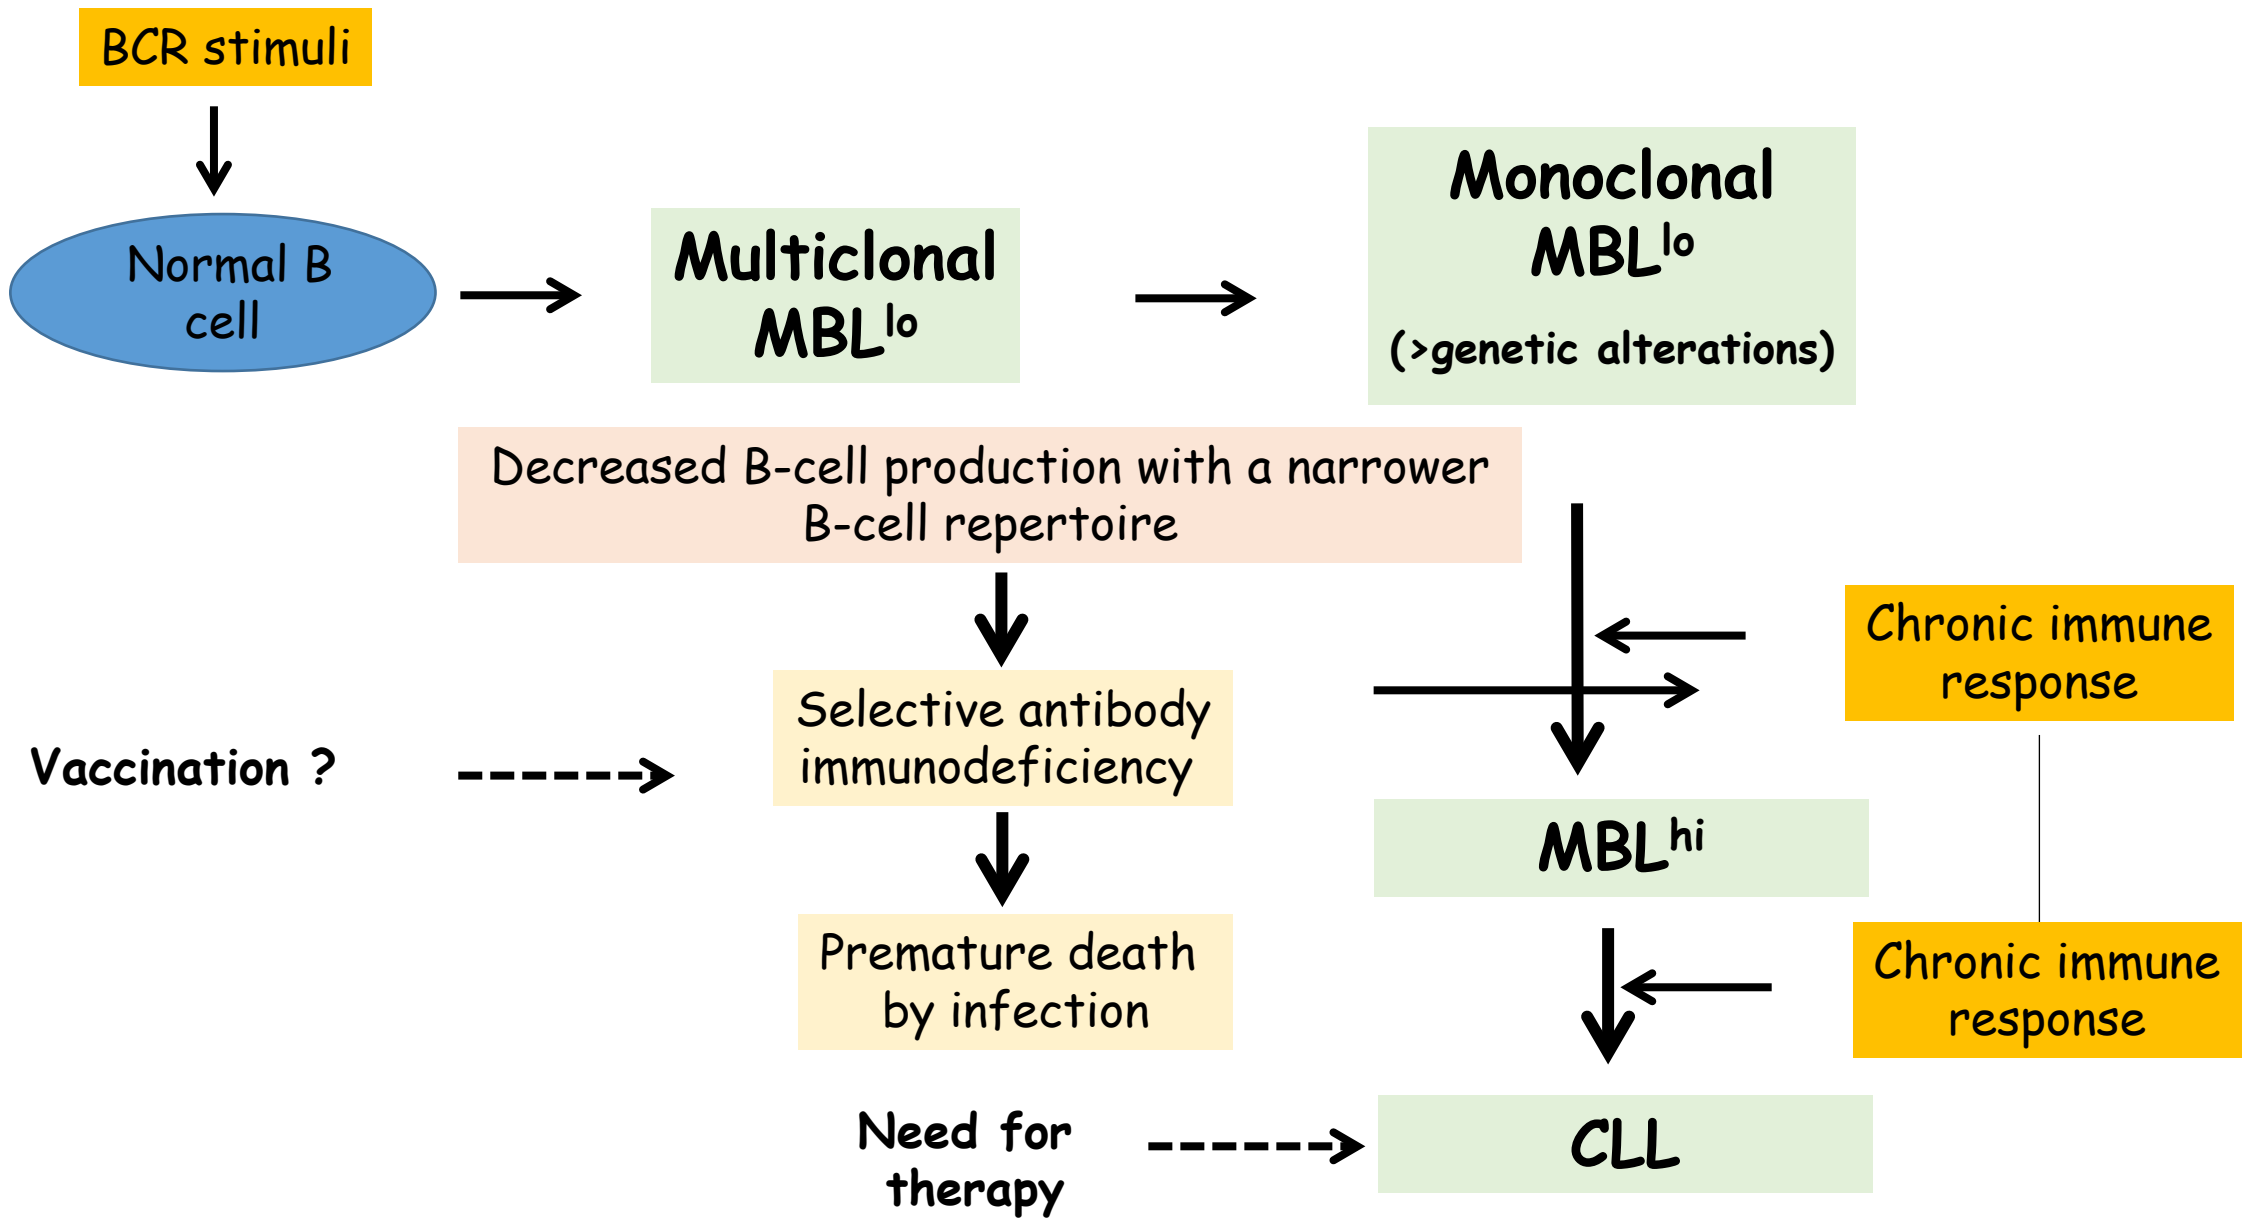 BCR stimuli
Normal B
cell
Multiclonal
MBLlo
Monoclonal
MBLlo
(>genetic alterations)
Decreased B-cell production with a narrower
B-cell repertoire
Chronic immune
response
Selective antibody
immunodeficiency
Vaccination ?
MBLhi
Premature death
by infection
Chronic immune
response
Need for
therapy
CLL